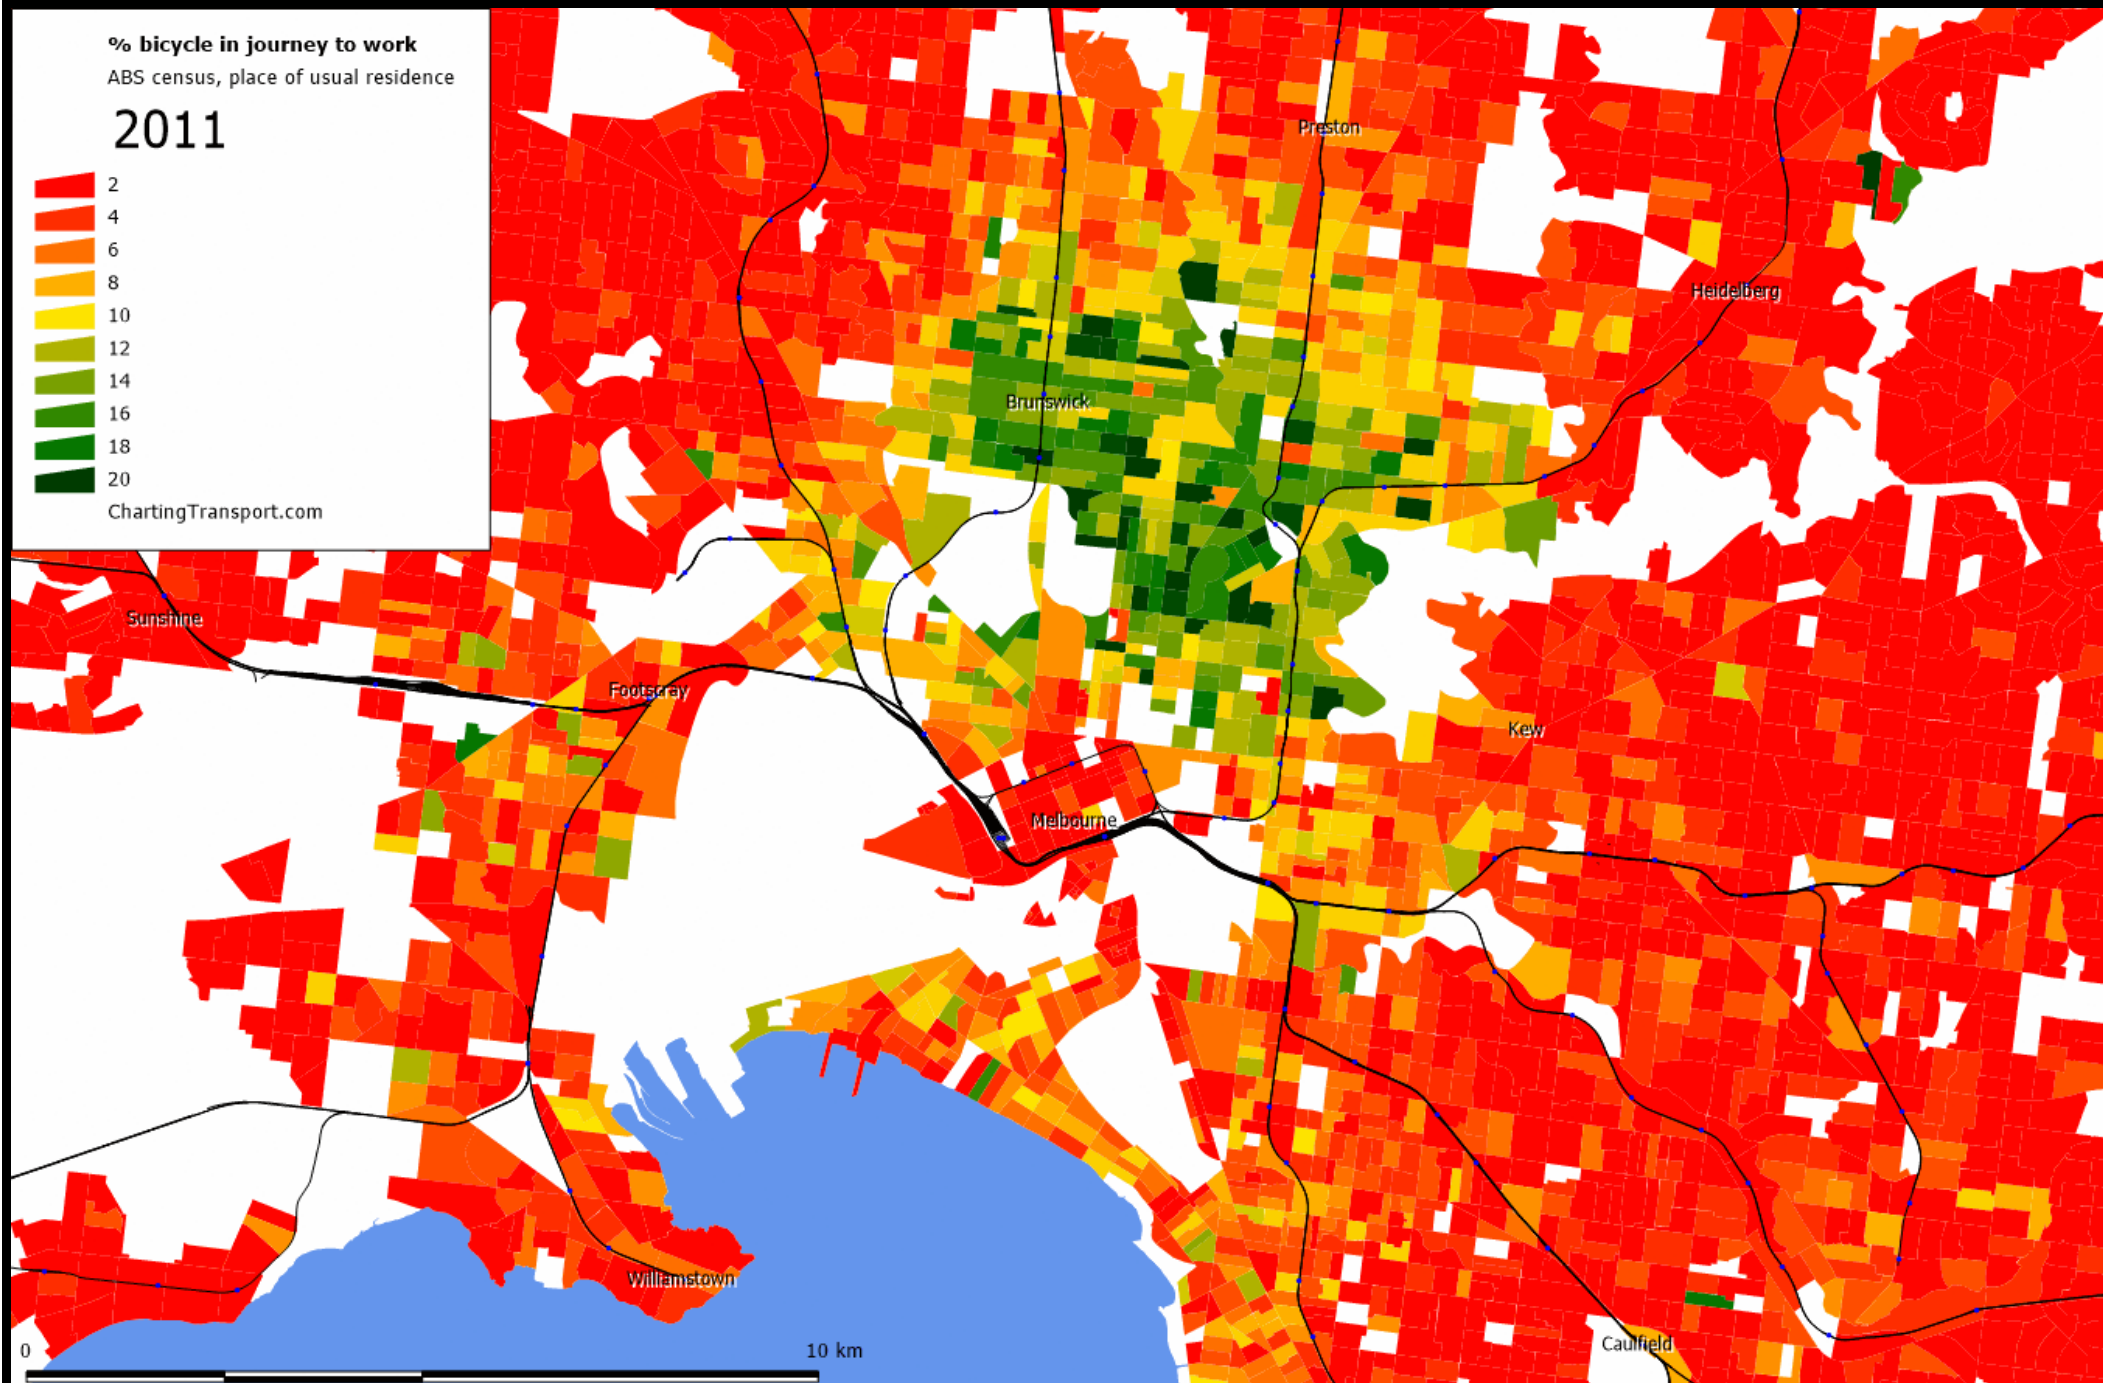 % bicycle in journey to work
ABS census, place of usual residence
2011
2
4
6
8
10
12
14
16
18
20
ChartingTransport.com
Preston
Heidelberg
Brunswick
Sunshine
Footscray
Kew
Melbourne
Williamstown
Caulfield
0 10 km